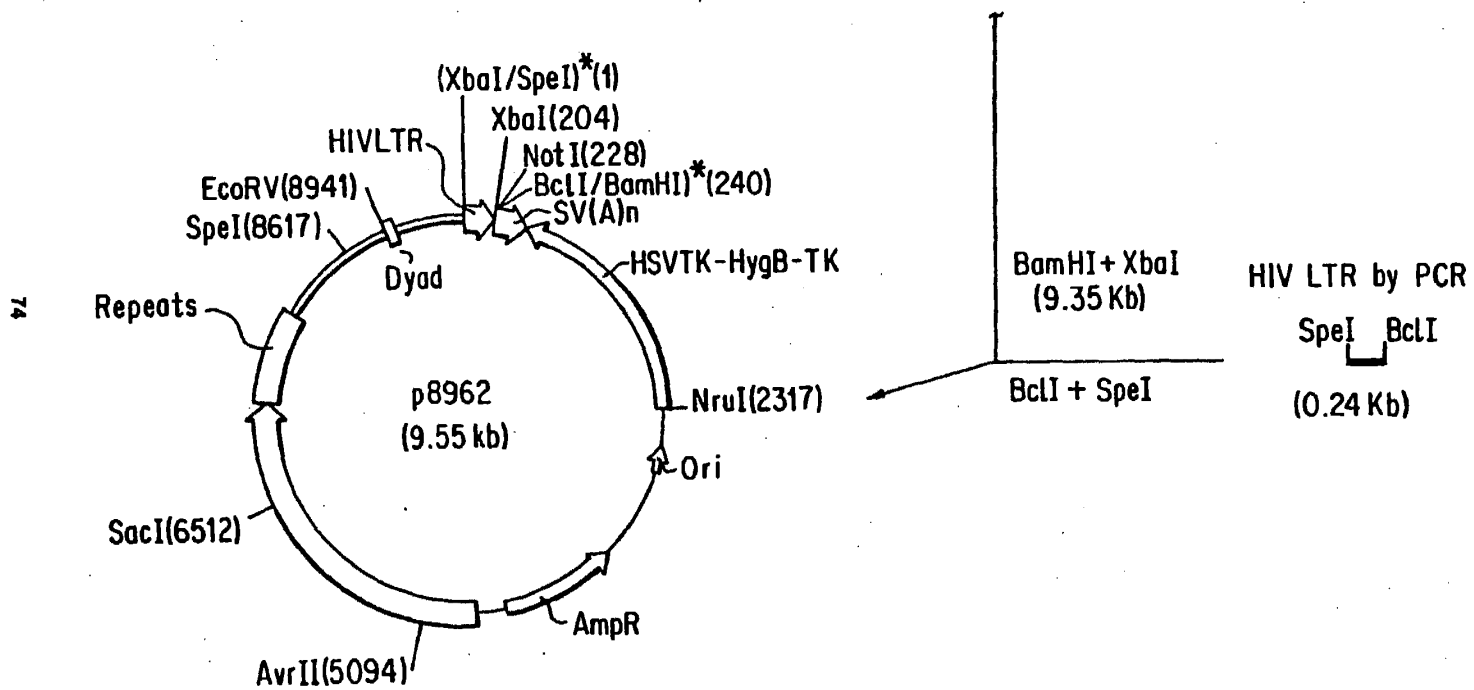 (XbaI/SpeI)*(1)
XbaI(204)
HIVLTR
NotI(228)
BclI/BamHI)*(240)
EcoRV(8941)
SV(A)n
SpeI(8617)
HSVTK-HygB-TK
Dyad
BamHI + XbaI
(9.35 Kb)
HIV LTR by PCR
Repeats
74
SpeI BclI
p8962
(9.55 kb)
NruI(2317)
BclI + SpeI
(0.24 Kb)
Ori
SacI(6512)
AmpR
AvrII(5094)